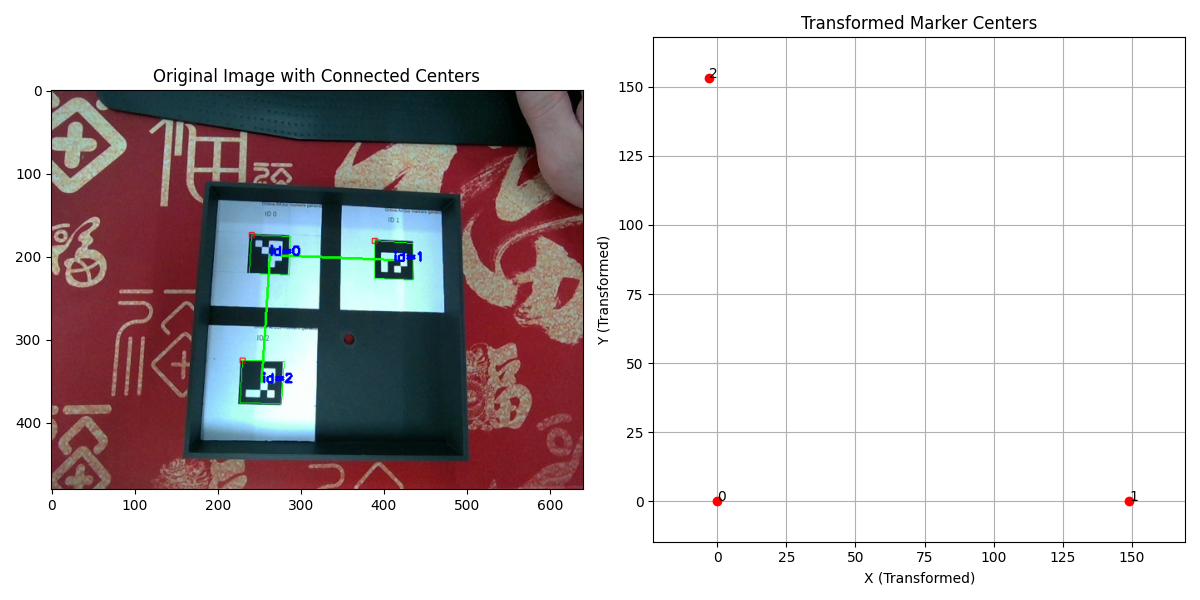 Original Image with Connected Centers
0
100
200
300
400
0
100
200
300
400
500
600
ID 0
ID 1
id=0
id=1
id=2
福
Transformed Marker Centers
Y (Transformed)
150
125
100
75
50
25
0
2
0
1
0
25
50
75
100
125
150
X (Transformed)